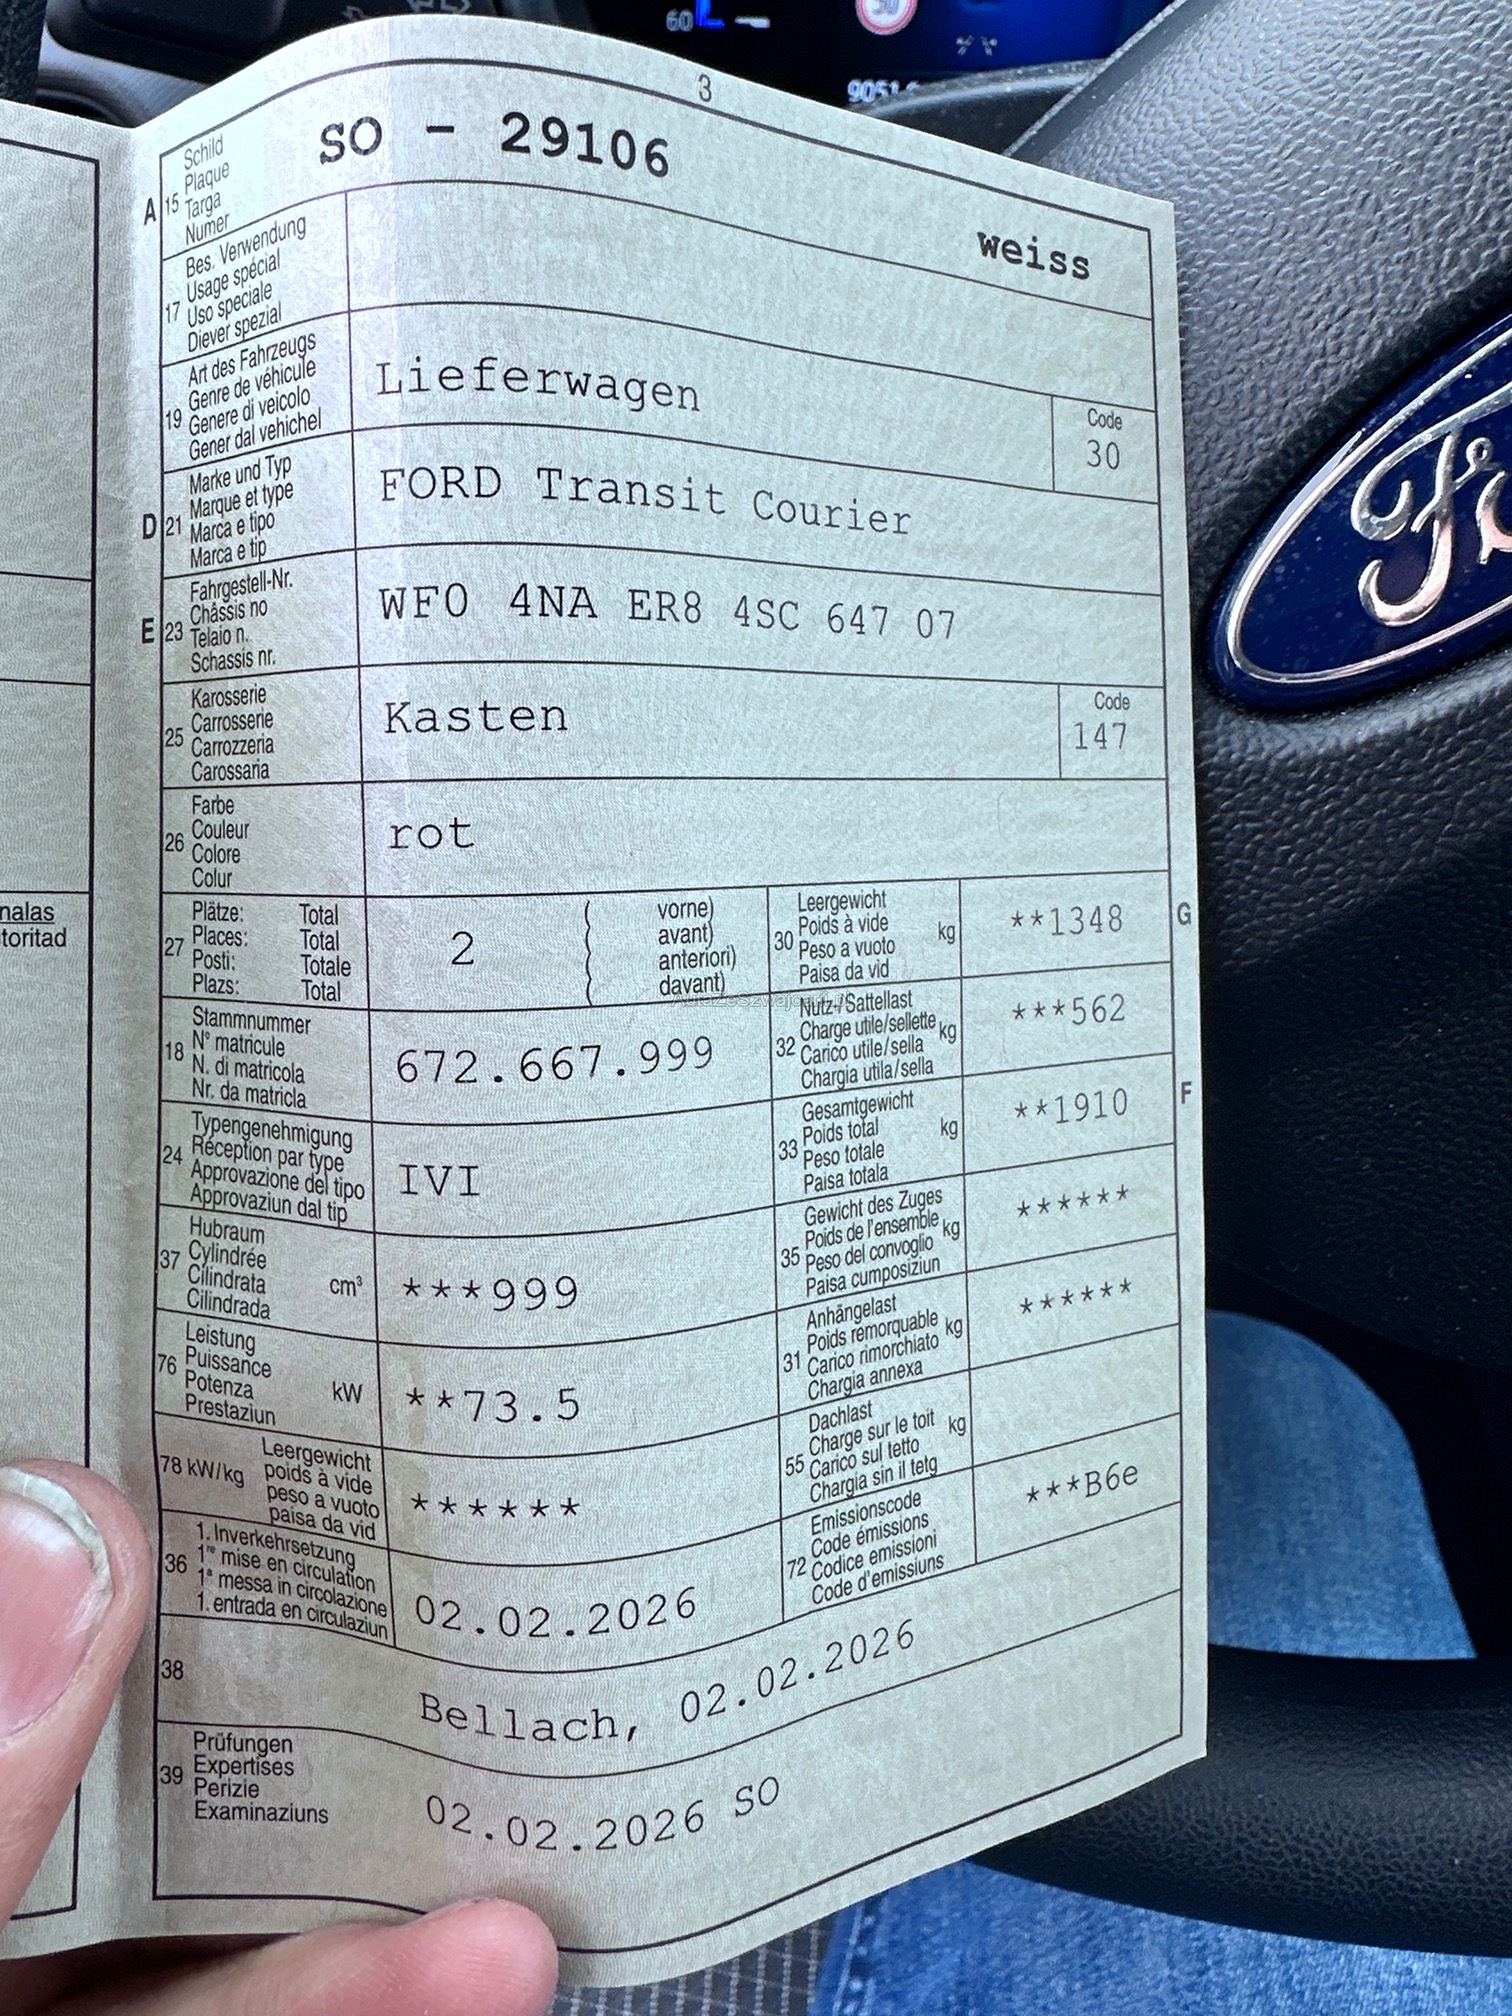 60
50
9051
3
A 15 Schild
Plaque
Targa
Numer
SO - 29106
weiss
17 Bes. Verwendung
Usage spécial
Uso speciale
Diever spezial
19 Art des Fahrzeugs
Genre de véhicule
Genere di veicolo
Gener dal vehichel
Lieferwagen
Code
30
D 21 Marke und Typ
Marque et type
Marca e tipo
Marca e tip
FORD Transit Courier
E 23 Fahrgestell-Nr.
Châssis no
Telaio n.
Schassis nr.
WF0 4NA ER8 4SC 647 07
25 Karosserie
Carrosserie
Carrozzeria
Carossaria
Kasten
Code
147
26 Farbe
Couleur
Colore
Colur
rot
nalas
toritad
27 Plätze: Total
Places: Total
Posti: Totale
Plazs: Total
2
vorne)
avant)
anteriori)
davant)
30 Leergewicht
Poids à vide kg
Peso a vuoto
Paisa da vid
**1348
G
18 Stammnummer
N° matricule
N. di matricola
Nr. da matricla
672.667.999
32 Nutz-/Sattellast
Charge utile/sellette kg
Carico utile/sella
Chargia utila/sella
***562
24 Typengenehmigung
Réception par type
Approvazione del tipo
Approvaziun dal tip
IVI
33 Gesamtgewicht
Poids total kg
Peso totale
Paisa totala
**1910
F
37 Hubraum
Cylindrée
Cilindrata cm³
Cilindrada
***999
35 Gewicht des Zuges
Poids de l'ensemble kg
Peso del convoglio
Paisa cumposiziun
******
76 Leistung
Puissance
Potenza kW
Prestaziun
**73.5
31 Anhängelast
Poids remorquable kg
Carico rimorchiato
Chargia annexa
******
78 kW/kg Leergewicht
poids à vide
peso a vuoto
paisa da vid
******
55 Dachlast
Charge sur le toit kg
Carico sul tetto
Chargia sin il tetg
36 1. Inverkehrsetzung
1re mise en circulation
1a messa in circolazione
1. entrada en circulaziun
02.02.2026
72 Emissionscode
Code émissions
Codice emissioni
Code d'emissiuns
***B6e
38
Bellach, 02.02.2026
39 Prüfungen
Expertises
Perizie
Examinaziuns
02.02.2026 SO